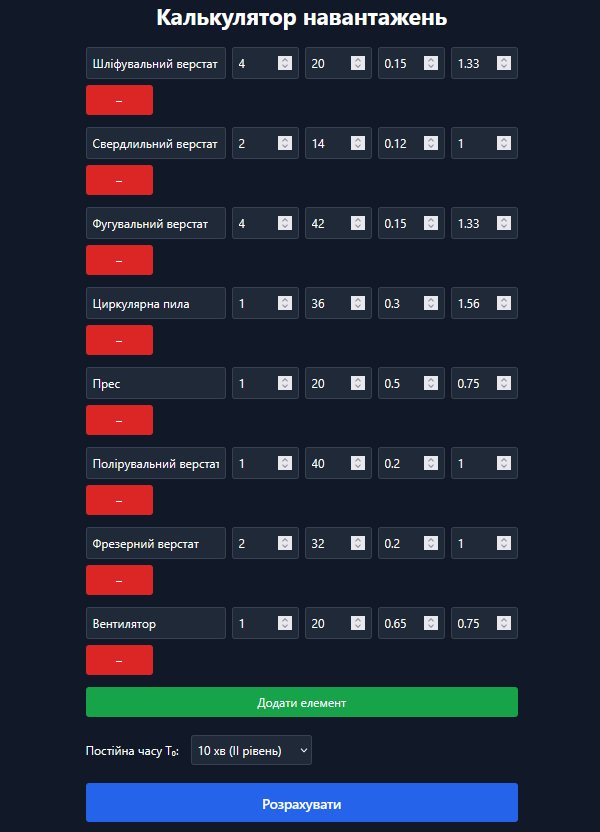 Калькулятор навантажень
Шліфувальний верстат 4 20 0.15 1.33
–
Свердлильний верстат 2 14 0.12 1
–
Фугувальний верстат 4 42 0.15 1.33
–
Циркулярна пила 1 36 0.3 1.56
–
Прес 1 20 0.5 0.75
–
Полірувальний верстат 1 40 0.2 1
–
Фрезерний верстат 2 32 0.2 1
–
Вентилятор 1 20 0.65 0.75
–
Додати елемент
Постійна часу T₀: 10 хв (II рівень)
Розрахувати